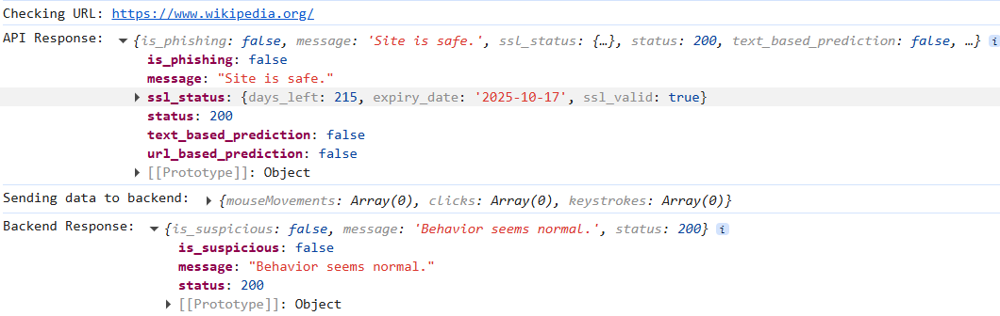 Checking URL: https://www.wikipedia.org/
API Response: ▼ {is_phishing: false, message: 'Site is safe.', ssl_status: {…}, status: 200, text_based_prediction: false, …} i
is_phishing: false
message: "Site is safe."
▶ ssl_status: {days_left: 215, expiry_date: '2025-10-17', ssl_valid: true}
status: 200
text_based_prediction: false
url_based_prediction: false
▶ [[Prototype]]: Object
Sending data to backend: ▶ {mouseMovements: Array(0), clicks: Array(0), keystrokes: Array(0)}
Backend Response: ▼ {is_suspicious: false, message: 'Behavior seems normal.', status: 200} i
is_suspicious: false
message: "Behavior seems normal."
status: 200
▶ [[Prototype]]: Object